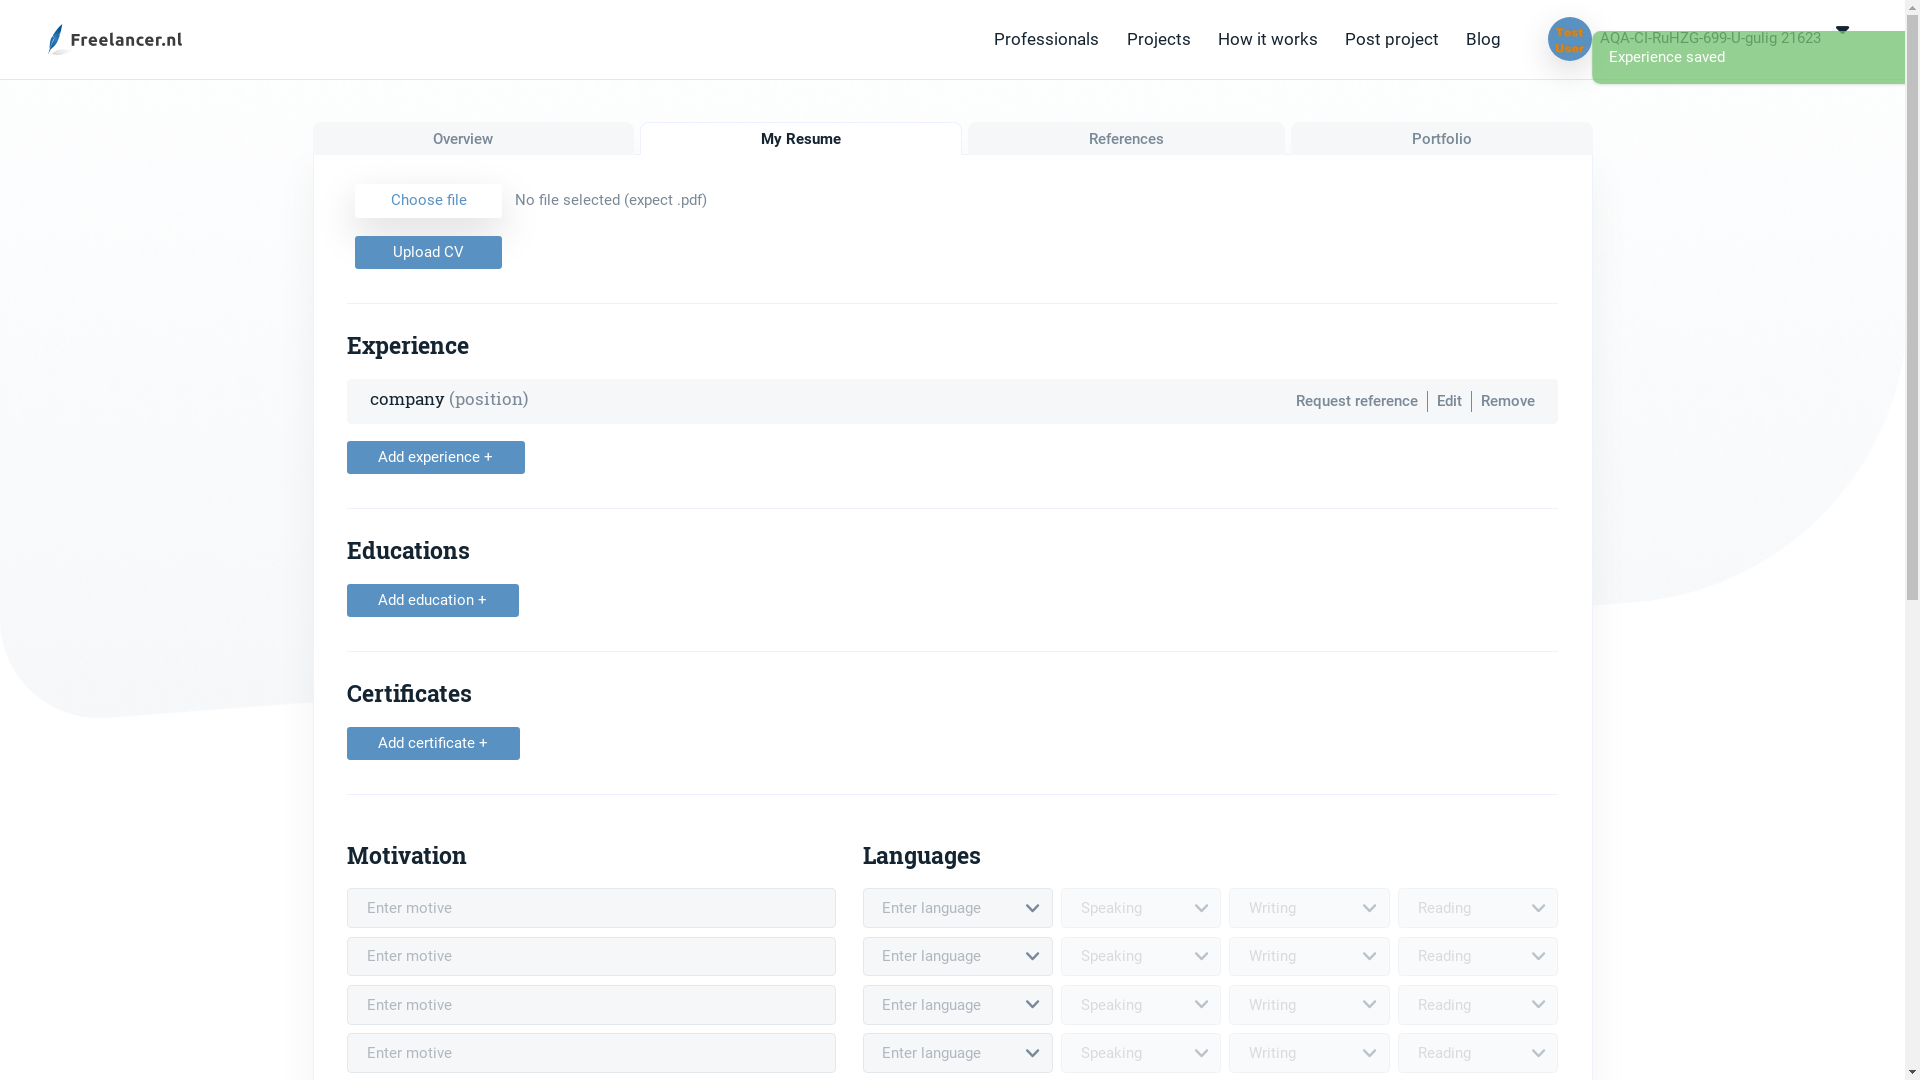 Freelancer.nl
Professionals
Projects
How it works
Post project
Blog
Test
User
AQA-CI-RuHZG-699-U-gulig 21623
Experience saved
Overview
My Resume
References
Portfolio
Choose file
No file selected (expect .pdf)
Upload CV
Experience
company (position)
Request reference
Edit
Remove
Add experience +
Educations
Add education +
Certificates
Add certificate +
Motivation
Languages
Enter motive
Enter language
Speaking
Writing
Reading
Enter motive
Enter language
Speaking
Writing
Reading
Enter motive
Enter language
Speaking
Writing
Reading
Enter motive
Enter language
Speaking
Writing
Reading